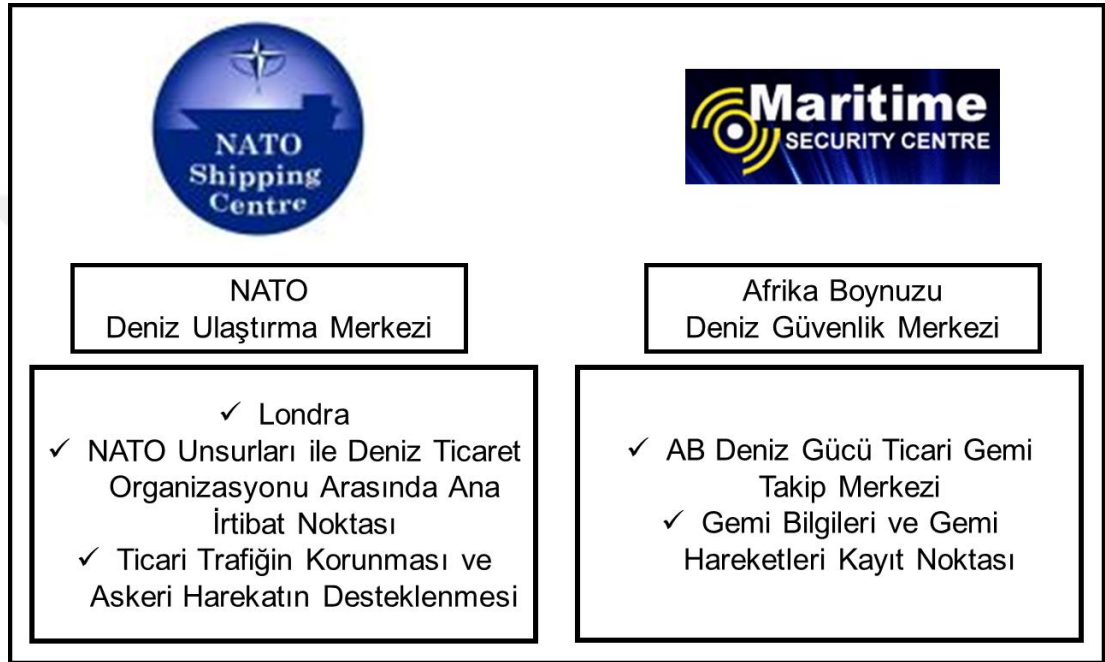 NATO
Shipping
Centre
Maritime
SECURITY CENTRE
NATO
Deniz Ulaştırma Merkezi
Afrika Boynuzu
Deniz Güvenlik Merkezi
✓ Londra
✓ NATO Unsurları ile Deniz Ticaret
Organizasyonu Arasında Ana
İrtibat Noktası
✓ Ticari Trafiğin Korunması ve
Askeri Harekatın Desteklenmesi
✓ AB Deniz Gücü Ticari Gemi
Takip Merkezi
✓ Gemi Bilgileri ve Gemi
Hareketleri Kayıt Noktası